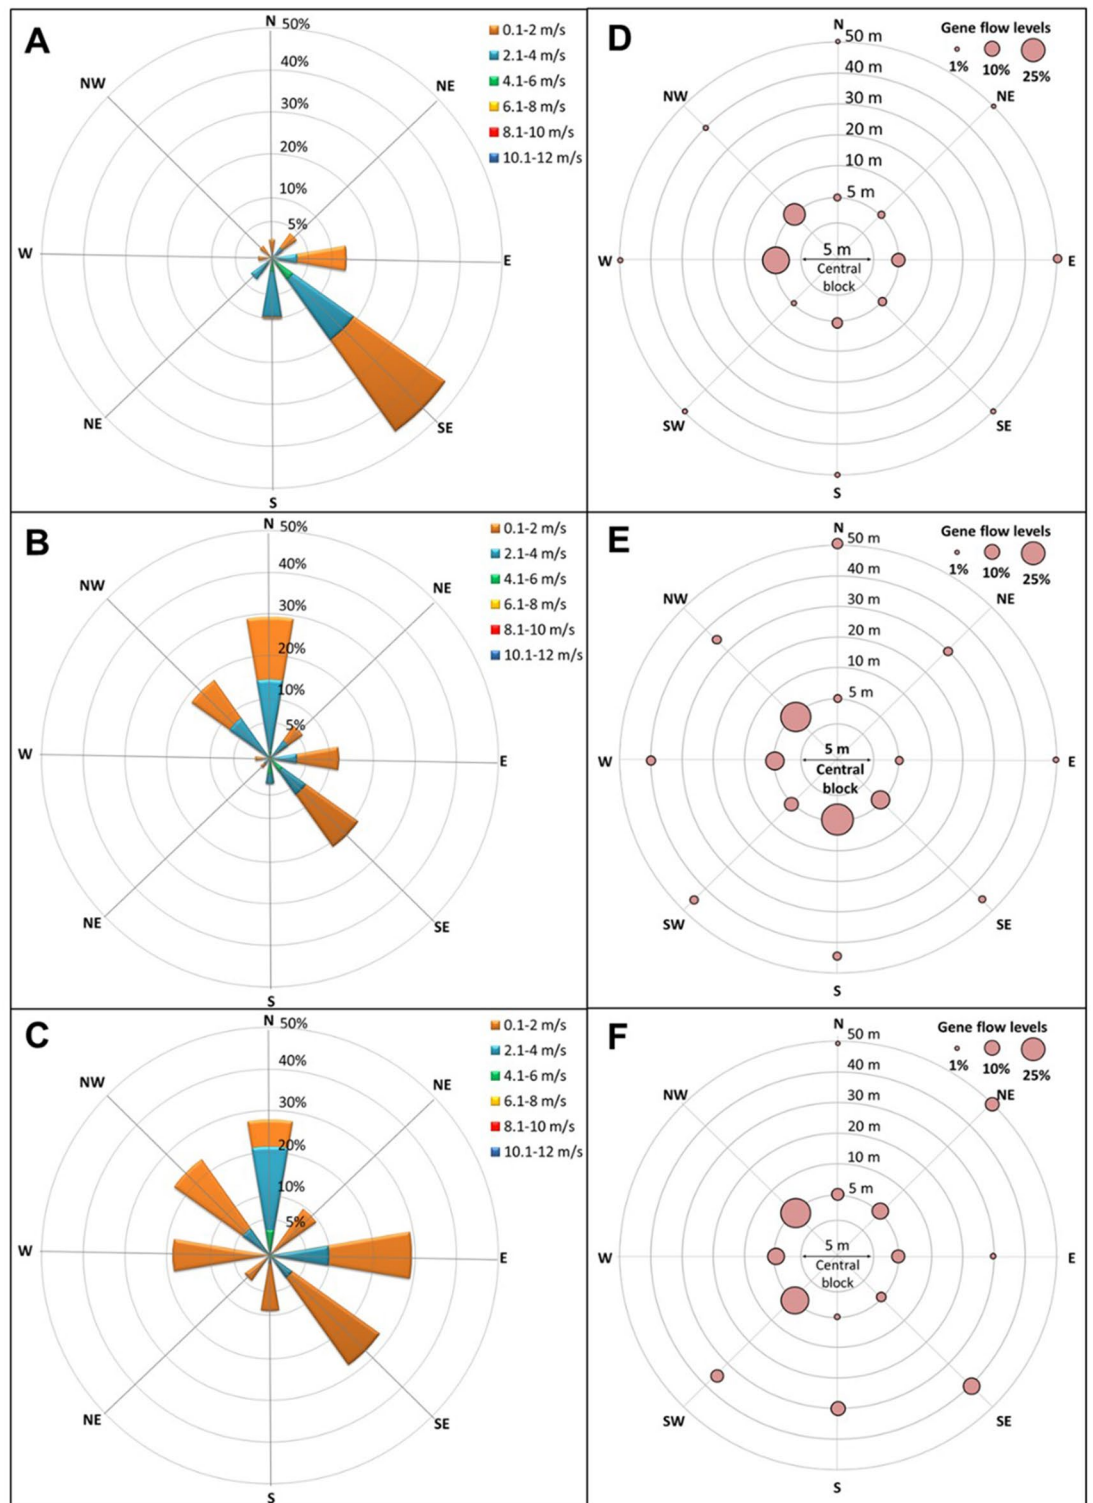 A
N 50%
40%
30%
20%
10%
5%
NW
NE
W
E
NE
SE
S
0.1-2 m/s
2.1-4 m/s
4.1-6 m/s
6.1-8 m/s
8.1-10 m/s
10.1-12 m/s
D
N
50 m
40 m
30 m
20 m
10 m
5 m
Gene flow levels
1% 10% 25%
NW
NE
W
E
5 m
Central
block
SW
SE
S
B
N 50%
40%
30%
20%
10%
5%
NW
NE
W
E
NE
SE
S
0.1-2 m/s
2.1-4 m/s
4.1-6 m/s
6.1-8 m/s
8.1-10 m/s
10.1-12 m/s
E
N
50 m
40 m
30 m
20 m
10 m
5 m
Gene flow levels
1% 10% 25%
NW
NE
W
E
5 m
Central
block
SW
SE
S
C
N 50%
40%
30%
20%
10%
5%
NW
NE
W
E
NE
SE
S
0.1-2 m/s
2.1-4 m/s
4.1-6 m/s
6.1-8 m/s
8.1-10 m/s
10.1-12 m/s
F
N
50 m
40 m
30 m
20 m
10 m
5 m
Gene flow levels
1% 10% 25%
NW
NE
W
E
5 m
Central
block
SW
SE
S